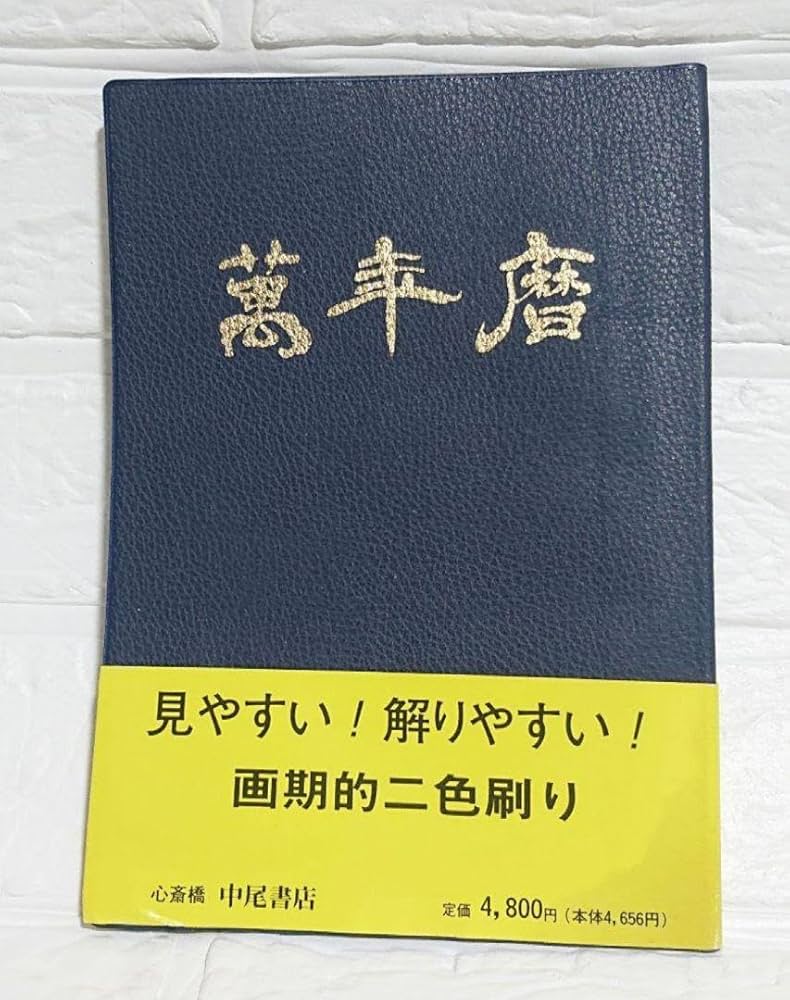 萬年暦
見やすい！解りやすい！
画期的二色刷り
心斎橋 中尾書店
定価 4,800円（本体4,656円）